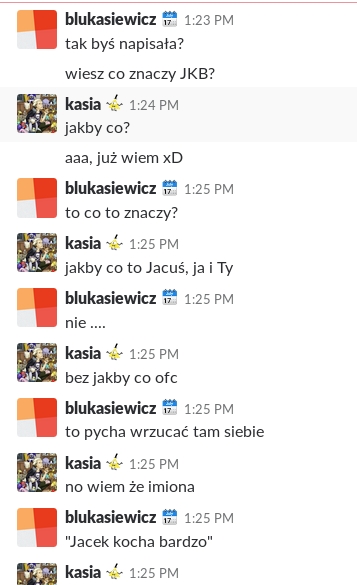 blukasiewicz 1:23 PM
tak byś napisała?
wiesz co znaczy JKB?
kasia 1:24 PM
jakby co?
aaa, już wiem xD
blukasiewicz 1:25 PM
to co to znaczy?
kasia 1:25 PM
jakby co to Jacuś, ja i Ty
blukasiewicz 1:25 PM
nie ....
kasia 1:25 PM
bez jakby co ofc
blukasiewicz 1:25 PM
to pycha wrzucać tam siebie
kasia 1:25 PM
no wiem że imiona
blukasiewicz 1:25 PM
"Jacek kocha bardzo"
kasia 1:25 PM